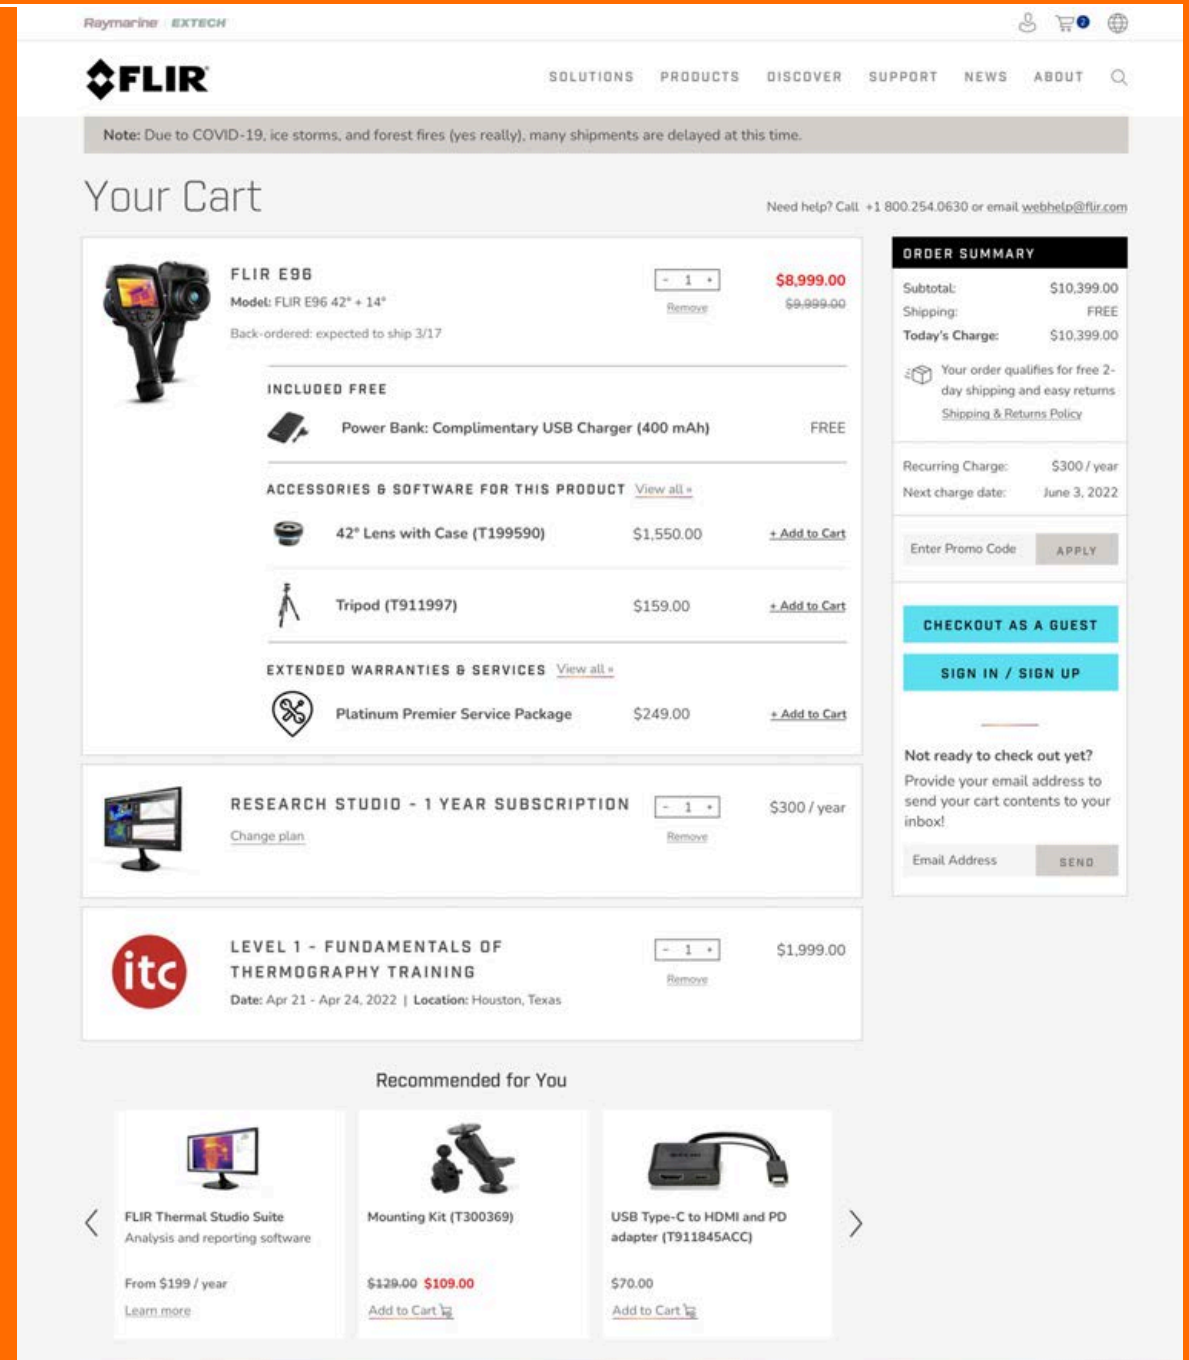 Raymarine EXTECH
2
FLIR
SOLUTIONS PRODUCTS DISCOVER SUPPORT NEWS ABOUT
Note: Due to COVID-19, ice storms, and forest fires (yes really), many shipments are delayed at this time.
Your Cart
Need help? Call +1 800.254.0630 or email webhelp@flir.com
FLIR E96
- 1 +
$8,999.00
Model: FLIR E96 42° + 14°
Remove
$9,999.00
Back-ordered: expected to ship 3/17
INCLUDED FREE
Power Bank: Complimentary USB Charger (400 mAh) FREE
ACCESSORIES & SOFTWARE FOR THIS PRODUCT View all »
42° Lens with Case (T199590) $1,550.00 + Add to Cart
Tripod (T911997) $159.00 + Add to Cart
EXTENDED WARRANTIES & SERVICES View all »
Platinum Premier Service Package $249.00 + Add to Cart
RESEARCH STUDIO - 1 YEAR SUBSCRIPTION
- 1 +
$300 / year
Change plan
Remove
itc
LEVEL 1 - FUNDAMENTALS OF
THERMOGRAPHY TRAINING
- 1 +
$1,999.00
Remove
Date: Apr 21 - Apr 24, 2022 | Location: Houston, Texas
ORDER SUMMARY
Subtotal: $10,399.00
Shipping: FREE
Today's Charge: $10,399.00
Your order qualifies for free 2-
day shipping and easy returns
Shipping & Returns Policy
Recurring Charge: $300 / year
Next charge date: June 3, 2022
Enter Promo Code APPLY
CHECKOUT AS A GUEST
SIGN IN / SIGN UP
Not ready to check out yet?
Provide your email address to
send your cart contents to your
inbox!
Email Address SEND
Recommended for You
FLIR Thermal Studio Suite
Analysis and reporting software
From $199 / year
Learn more
Mounting Kit (T300369)
$129.00 $109.00
Add to Cart
USB Type-C to HDMI and PD
adapter (T911845ACC)
$70.00
Add to Cart